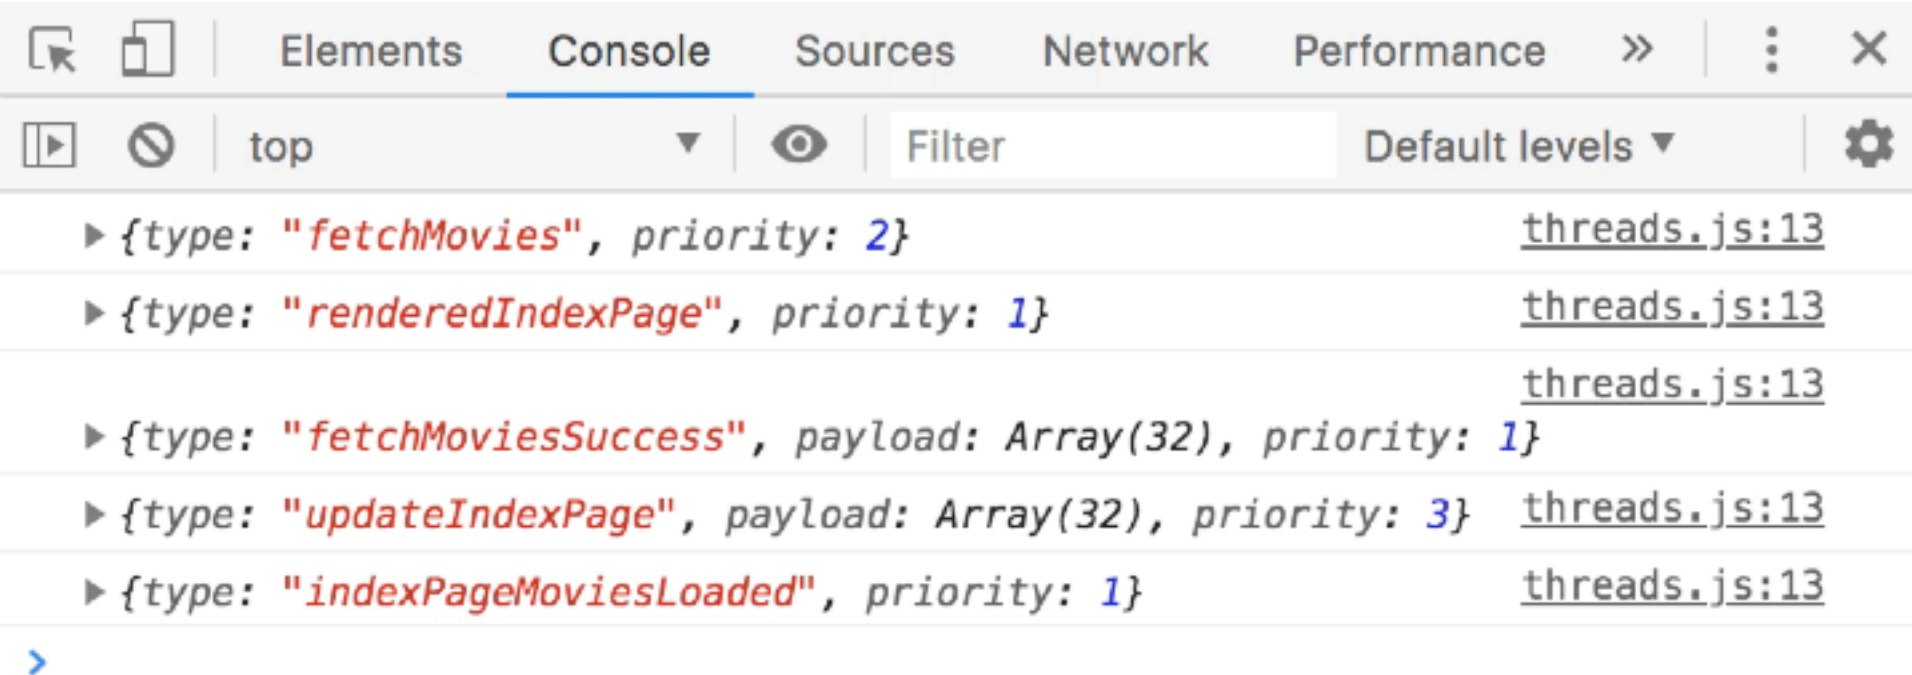 Elements Console Sources Network Performance
top Filter Default levels
{type: "fetchMovies", priority: 2} threads.js:13
{type: "renderedIndexPage", priority: 1} threads.js:13
threads.js:13
{type: "fetchMoviesSuccess", payload: Array(32), priority: 1}
{type: "updateIndexPage", payload: Array(32), priority: 3} threads.js:13
{type: "indexPageMoviesLoaded", priority: 1} threads.js:13